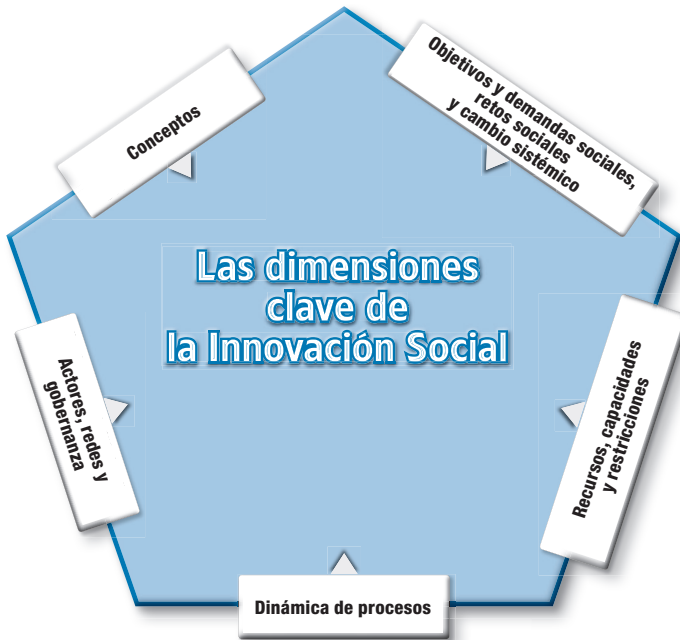 Conceptos
Objetivos y demandas sociales,
retos sociales
y cambio sistémico
Las dimensiones
clave de
la Innovación Social
Actores, redes y
gobernanza
Recursos, capacidades
y restricciones
Dinámica de procesos